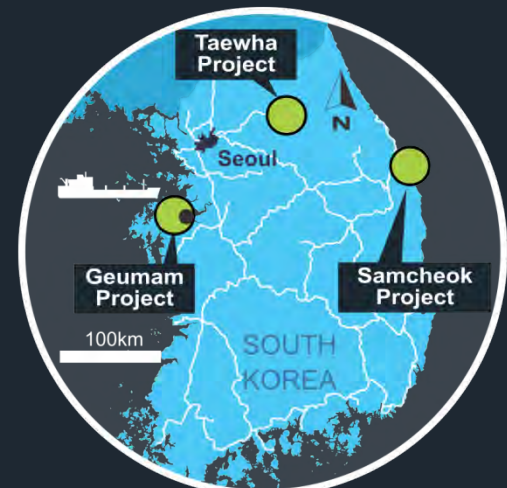 Taewha
Project
N
Seoul
Geumam
Project
Samcheok
Project
100km
SOUTH
KOREA